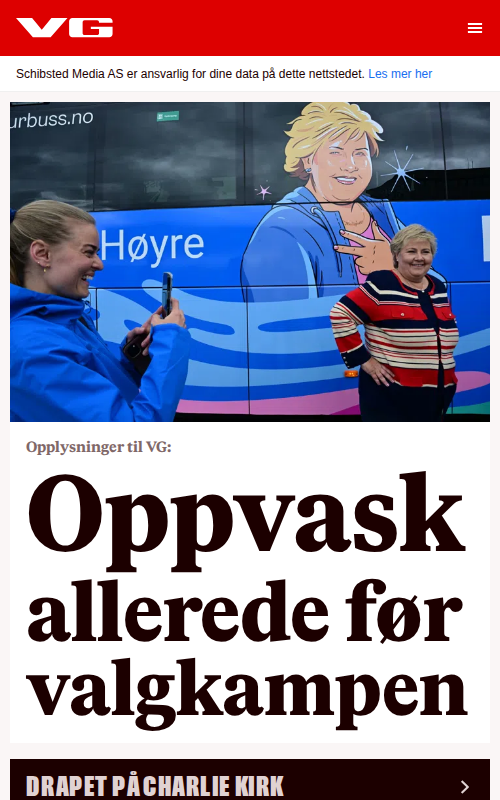 VG
Schibsted Media AS er ansvarlig for dine data på dette nettstedet. Les mer her
urbuss.no
Høyre
Opplysninger til VG:
Oppvask
allerede før
valgkampen
DRAPET PÅ CHARLIE KIRK